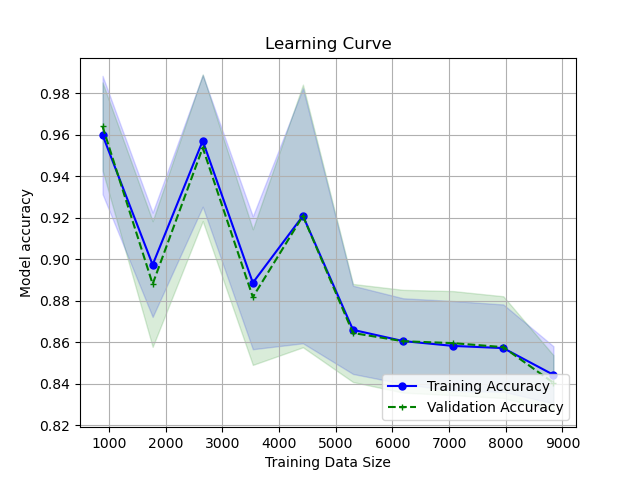 Learning Curve
Model accuracy
0.98
0.96
0.94
0.92
0.90
0.88
0.86
0.84
0.82
Training Accuracy
Validation Accuracy
1000 2000 3000 4000 5000 6000 7000 8000 9000
Training Data Size